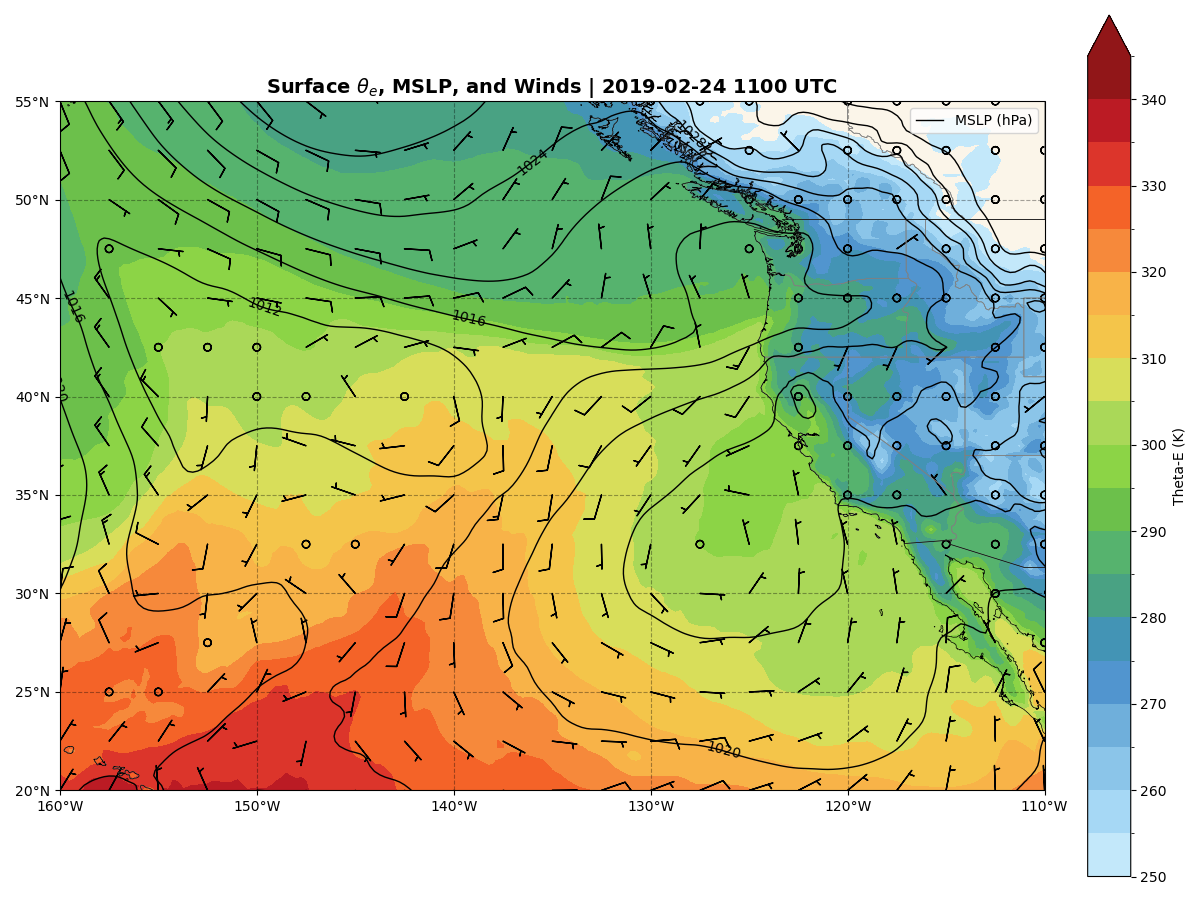 Surface θe, MSLP, and Winds | 2019-02-24 1100 UTC
MSLP (hPa)
55°N
50°N
45°N
40°N
35°N
30°N
25°N
20°N
160°W
150°W
140°W
130°W
120°W
110°W
1028
1024
1016
1012
1016
1020
340
330
320
310
300
290
280
270
260
250
Theta-E (K)